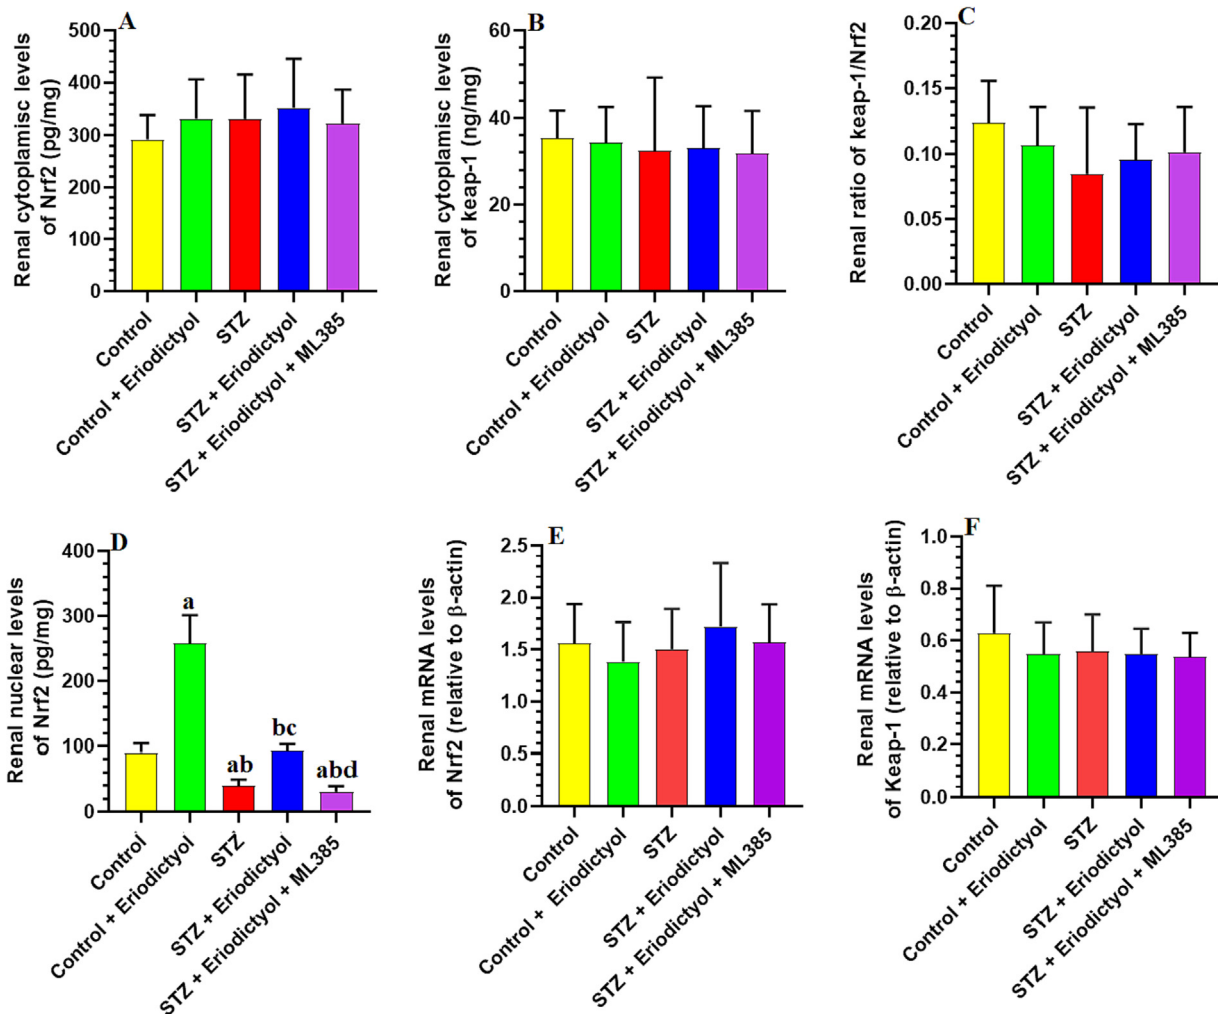 A
Renal cytoplamisc levels
of Nrf2 (pg/mg)
500
400
300
200
100
0
Control
Control + Eriodictyol
STZ
STZ + Eriodictyol
STZ + Eriodictyol + ML385
B
Renal cytoplamisc levels
of keap-1 (ng/mg)
60
40
20
0
Control
Control + Eriodictyol
STZ
STZ + Eriodictyol
STZ + Eriodictyol + ML385
C
Renal ratio of keap-1/Nrf2
0.20
0.15
0.10
0.05
0.00
Control
Control + Eriodictyol
STZ
STZ + Eriodictyol
STZ + Eriodictyol + ML385
D
Renal nuclear levels
of Nrf2 (pg/mg)
400
300
200
100
0
a
ab
bc
abd
Control
Control + Eriodictyol
STZ
STZ + Eriodictyol
STZ + Eriodictyol + ML385
E
Renal mRNA levels
of Nrf2 (relative to β-actin)
2.5
2.0
1.5
1.0
0.5
0.0
Control
Control + Eriodictyol
STZ
STZ + Eriodictyol
STZ + Eriodictyol + ML385
F
Renal mRNA levels
of Keap-1 (relative to β-actin)
1.0
0.8
0.6
0.4
0.2
0.0
Control
Control + Eriodictyol
STZ
STZ + Eriodictyol
STZ + Eriodictyol + ML385